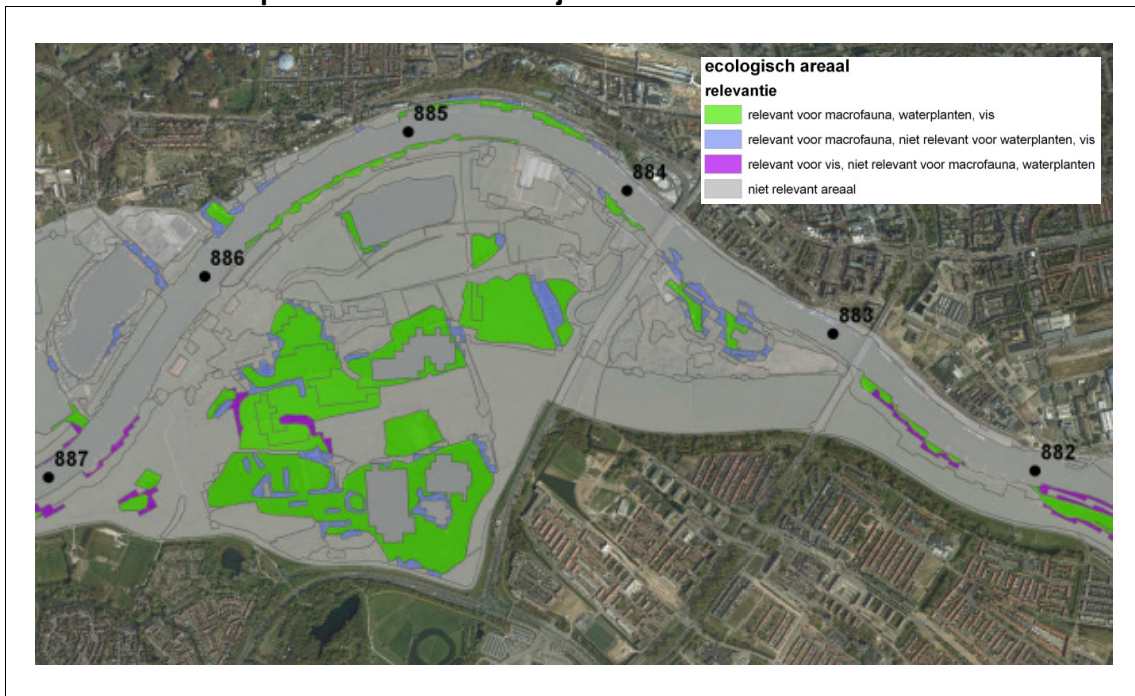 ecologisch areaal
relevantie
relevant voor macrofauna, waterplanten, vis
relevant voor macrofauna, niet relevant voor waterplanten, vis
relevant voor vis, niet relevant voor macrofauna, waterplanten
niet relevant areaal
885
884
886
883
887
882